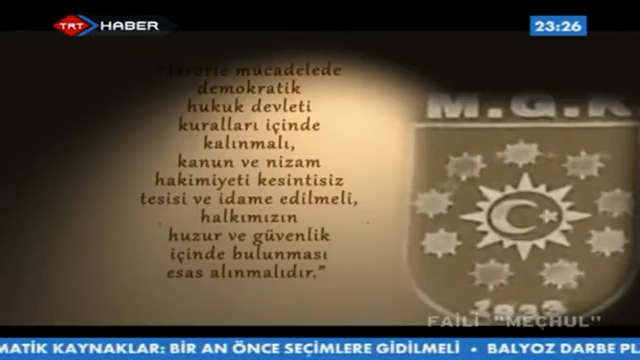 TRT HABER
23:26
"Terörle mücadelede
demokratik
hukuk devleti
kuralları içinde
kalınmalı,
kanun ve nizam
hakimiyeti kesintisiz
tesisi ve idame edilmeli,
halkımızın
huzur ve güvenlik
içinde bulunması
esas alınmalıdır."
M.G.K
1933
FAİLİ "MEÇHUL"
MATİK KAYNAKLAR: BİR AN ÖNCE SEÇİMLERE GİDİLMELİ • BALYOZ DARBE PL